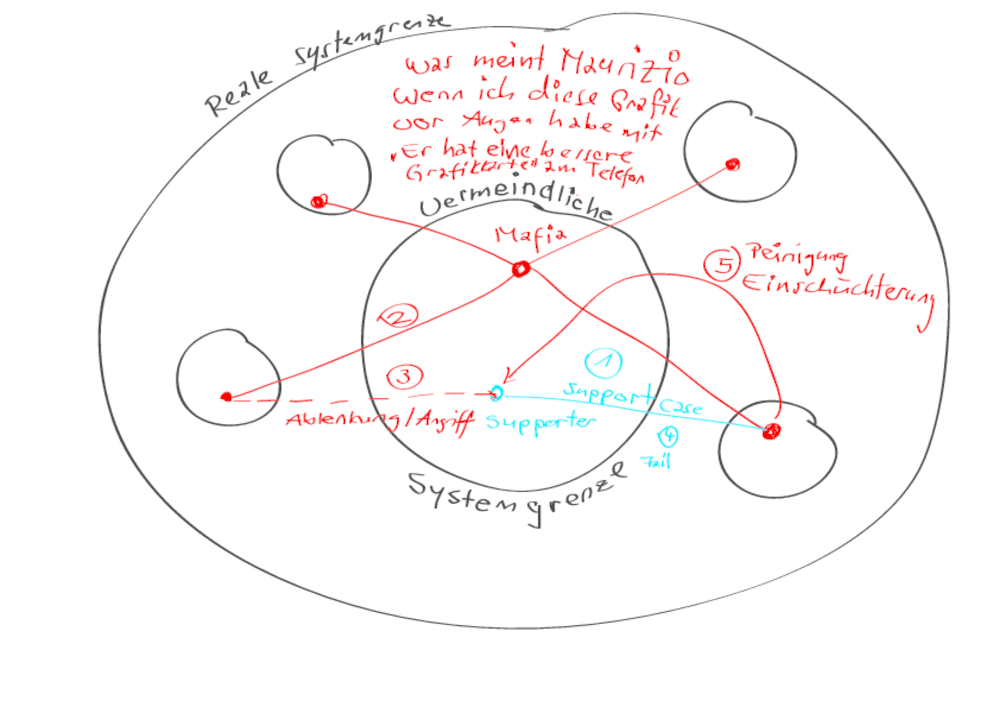 Reale Systemgrenze
was meint Maurizio
wenn ich diese Grafik
vor Augen habe mit
"Er hat eine bessere
Grafikkarte" am Telefon
Vermeindliche
Mafia
5 Peinigung
Einschüchterung
2
1
3
Support Case
Ablenkung/Angriff Supporter
4
Fail
Systemgrenze